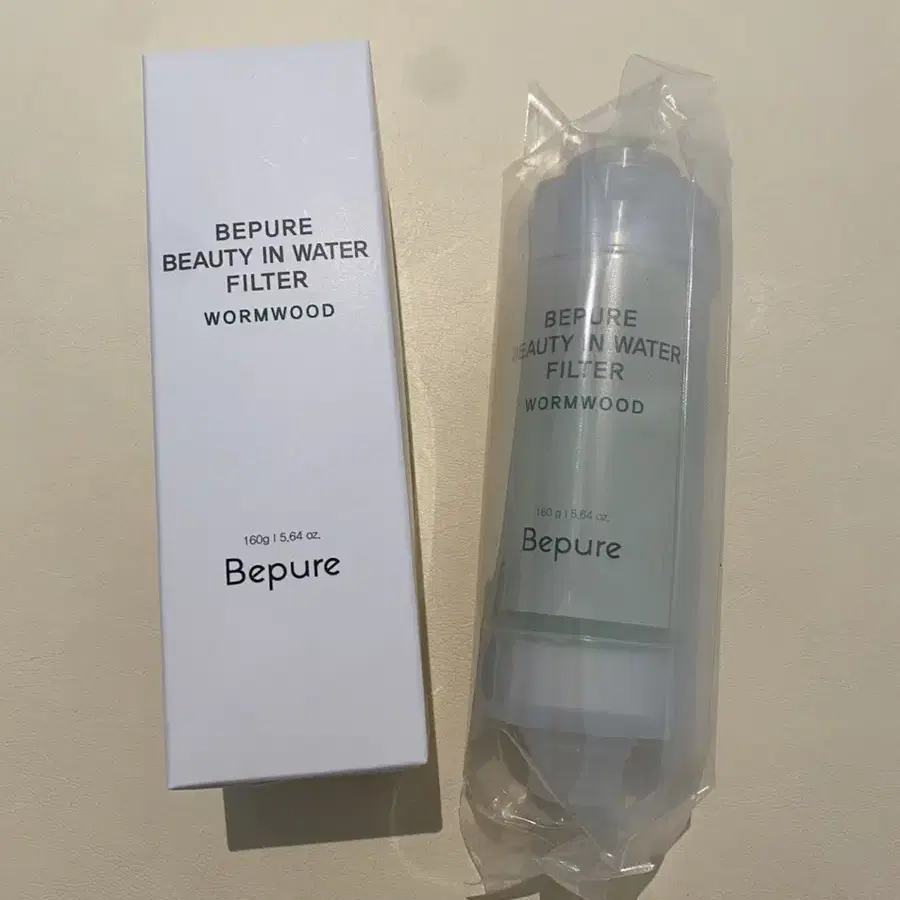 BEPURE
BEAUTY IN WATER
FILTER
WORMWOOD
160g I 5.64 oz.
Bepure
BEPURE
BEAUTY IN WATER
FILTER
WORMWOOD
160 g I 5.64 oz.
Bepure